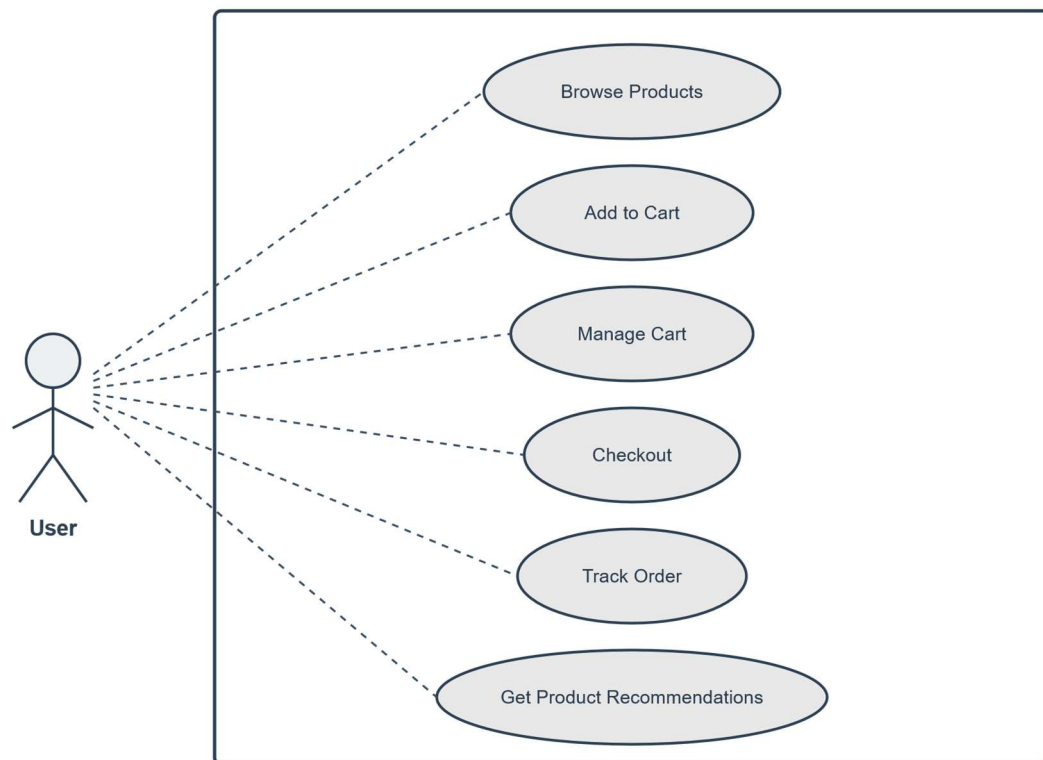 Browse Products
Add to Cart
Manage Cart
Checkout
User
Track Order
Get Product Recommendations